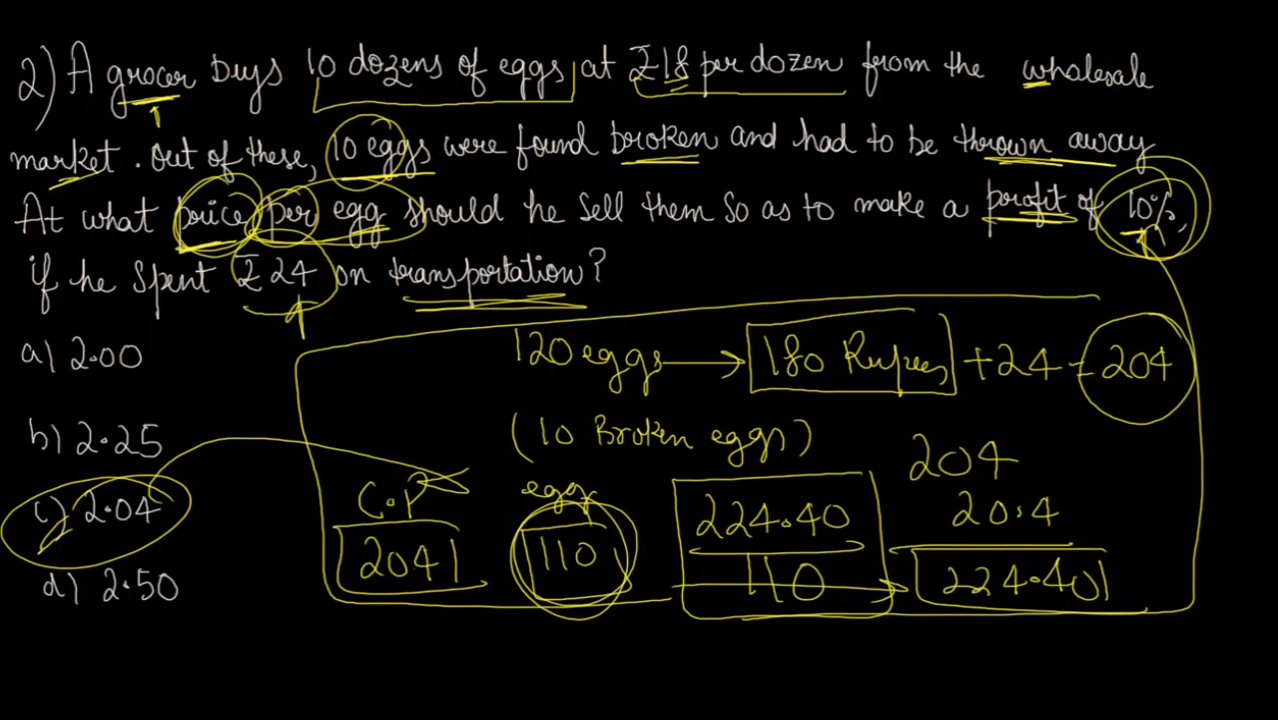 2) A grocer buys 10 dozens of eggs at ₹18 per dozen from the wholesale
market. Out of these, 10 eggs were found broken and had to be thrown away
At what price per egg should he sell them so as to make a profit of 10%,
if he spent ₹24 on transportation?
a) 2.00
120 eggs → 180 Rupees + 24 = 204
b) 2.25
(10 Broken eggs)
204
c) 2.04
C.P
eggs
224.40
20.4
204
110
110
224.40
d) 2.50